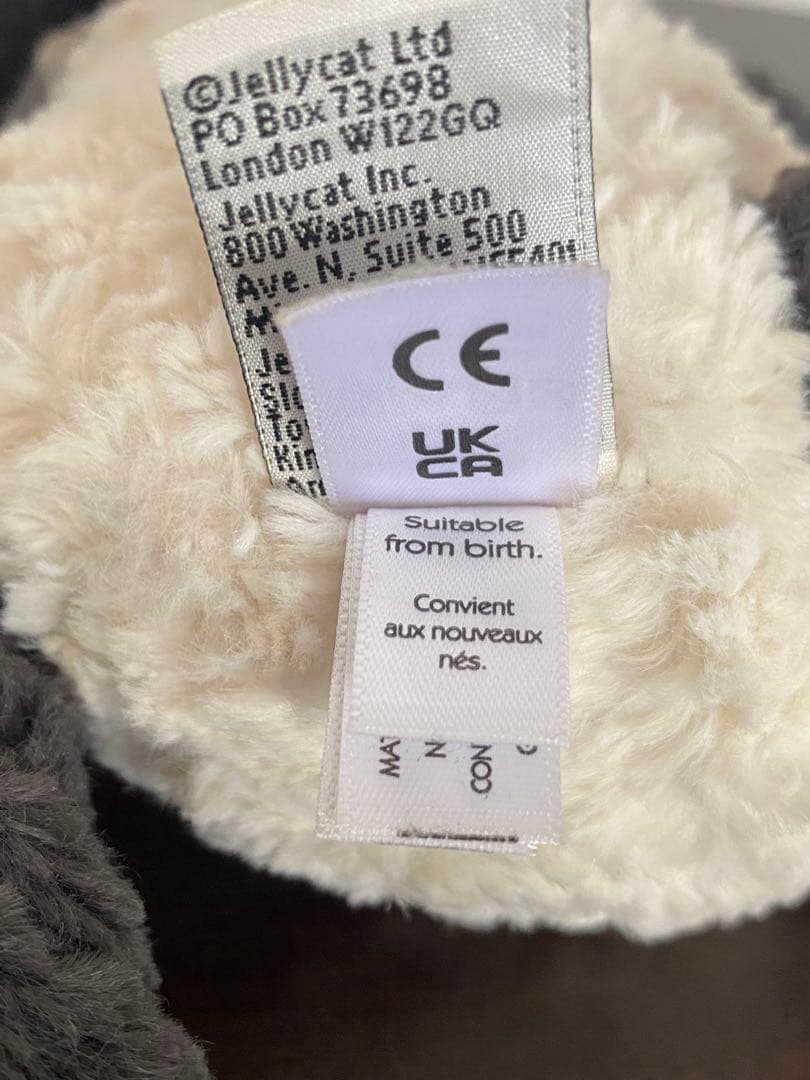 ©Jellycat Ltd
PO Box 73698
London W122GQ
Jellycat Inc.
800 Washington
Ave. N, Suite 500
CE
UK
CA
Suitable
from birth.
Convient
aux nouveaux
nés.